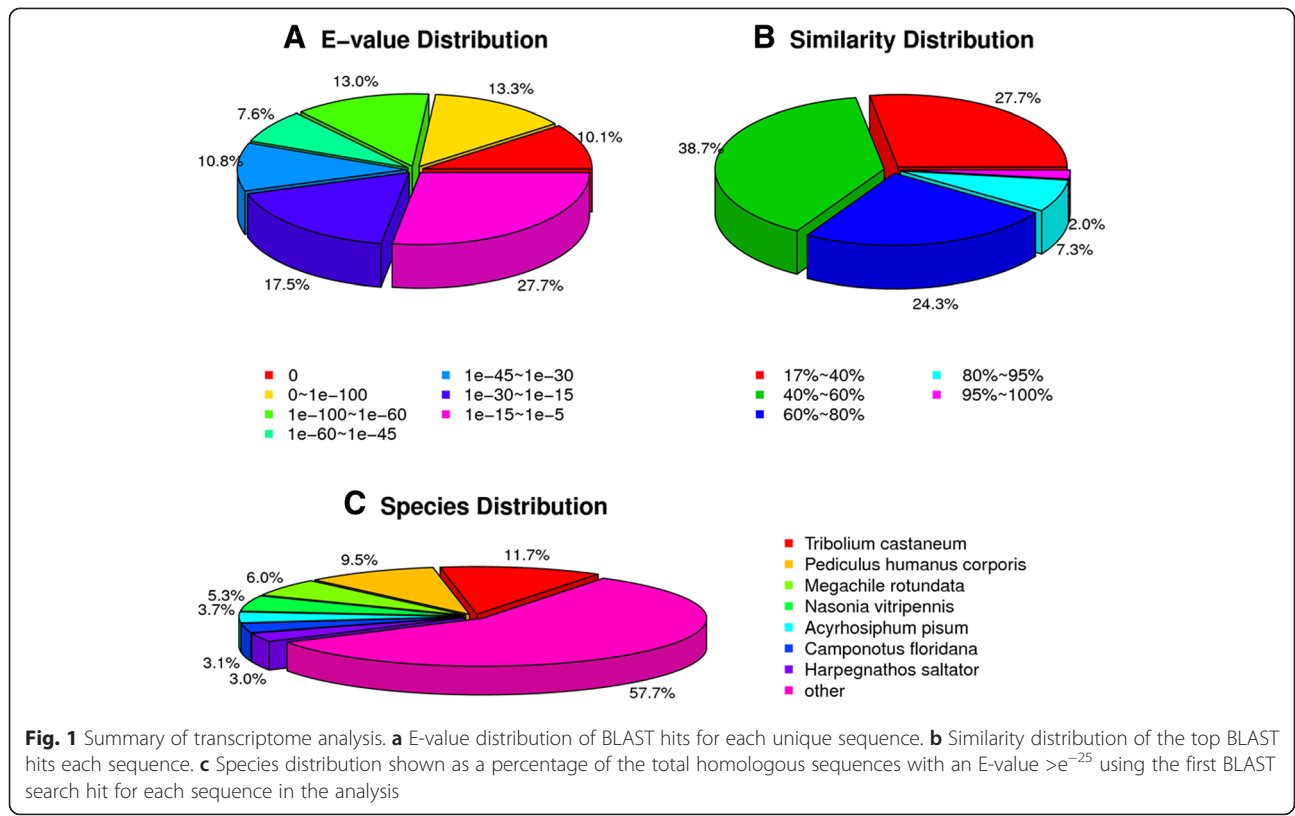 A E−value Distribution
13.0%
13.3%
7.6%
10.1%
10.8%
17.5%
27.7%
0
0~1e−100
1e−100~1e−60
1e−60~1e−45
1e−45~1e−30
1e−30~1e−15
1e−15~1e−5
B Similarity Distribution
27.7%
38.7%
2.0%
7.3%
24.3%
17%~40%
40%~60%
60%~80%
80%~95%
95%~100%
C Species Distribution
11.7%
9.5%
6.0%
5.3%
3.7%
3.1%
3.0%
57.7%
Tribolium castaneum
Pediculus humanus corporis
Megachile rotundata
Nasonia vitripennis
Acyrhosiphum pisum
Camponotus floridana
Harpegnathos saltator
other
Fig. 1 Summary of transcriptome analysis. a E-value distribution of BLAST hits for each unique sequence. b Similarity distribution of the top BLAST
hits each sequence. c Species distribution shown as a percentage of the total homologous sequences with an E-value >e−25 using the first BLAST
search hit for each sequence in the analysis